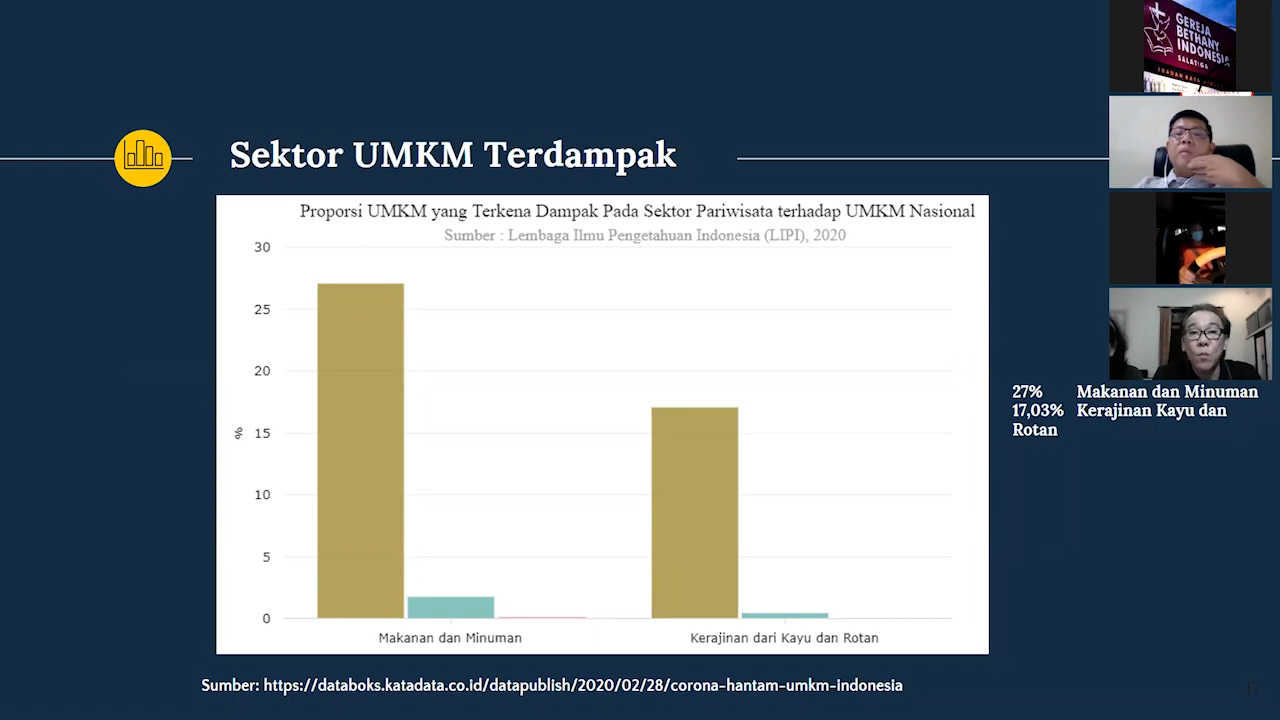 GEREJA
BETHANY
INDONESIA
SALATIGA
Sektor UMKM Terdampak
Proporsi UMKM yang Terkena Dampak Pada Sektor Pariwisata terhadap UMKM Nasional
Sumber : Lembaga Ilmu Pengetahuan Indonesia (LIPI), 2020
30
25
20
15
10
5
0
%
Makanan dan Minuman
Kerajinan dari Kayu dan Rotan
27% Makanan dan Minuman
17,03% Kerajinan Kayu dan
Rotan
Sumber: https://databoks.katadata.co.id/datapublish/2020/02/28/corona-hantam-umkm-indonesia
17